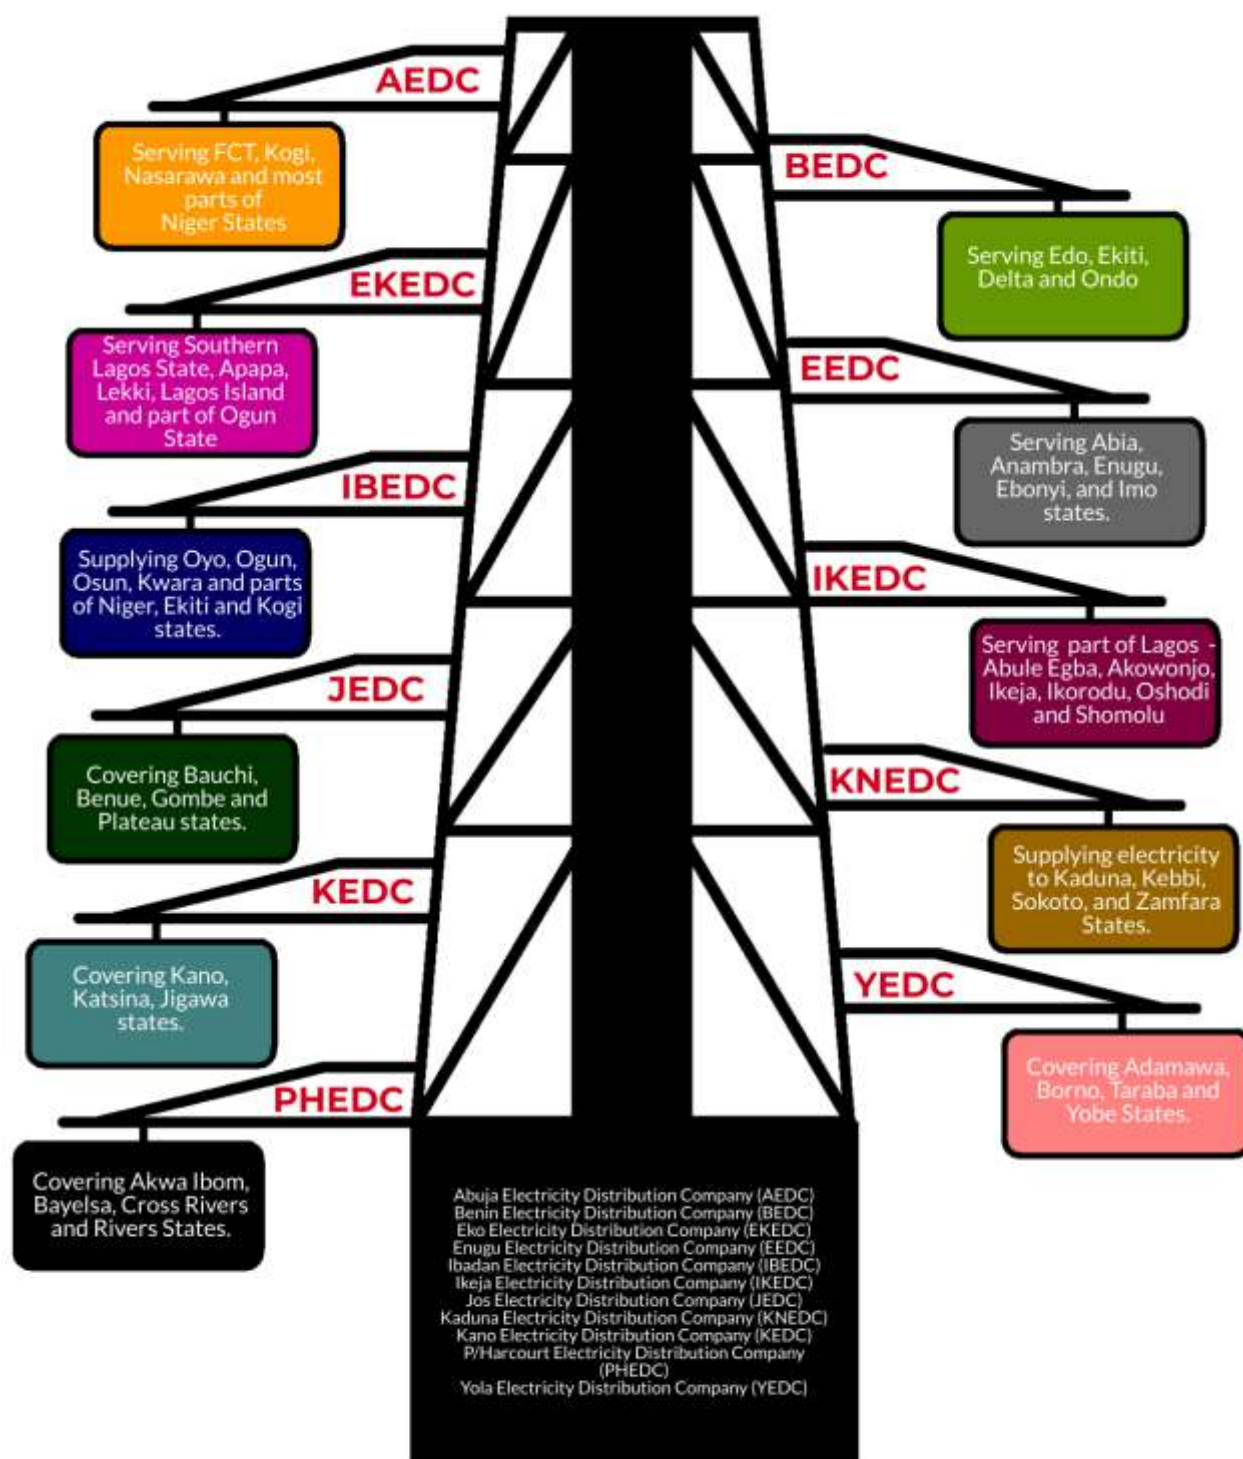 AEDC
Serving FCT, Kogi,
Nasarawa and most
parts of
Niger States
BEDC
Serving Edo, Ekiti,
Delta and Ondo
EKEDC
Serving Southern
Lagos State, Apapa,
Lekki, Lagos Island
and part of Ogun
State
EEDC
Serving Abia,
Anambra, Enugu,
Ebonyi, and Imo
states.
IBEDC
Supplying Oyo, Ogun,
Osun, Kwara and parts
of Niger, Ekiti and Kogi
states.
IKEDC
Serving part of Lagos -
Abule Egba, Akowonjo,
Ikeja, Ikorodu, Oshodi
and Shomolu
JEDC
Covering Bauchi,
Benue, Gombe and
Plateau states.
KNEDC
Supplying electricity
to Kaduna, Kebbi,
Sokoto, and Zamfara
States.
KEDC
Covering Kano,
Katsina, Jigawa
states.
YEDC
Covering Adamawa,
Borno, Taraba and
Yobe States.
PHEDC
Covering Akwa Ibom,
Bayelsa, Cross Rivers
and Rivers States.
Abuja Electricity Distribution Company (AEDC)
Benin Electricity Distribution Company (BEDC)
Eko Electricity Distribution Company (EKEDC)
Enugu Electricity Distribution Company (EEDC)
Ibadan Electricity Distribution Company (IBEDC)
Ikeja Electricity Distribution Company (IKEDC)
Jos Electricity Distribution Company (JEDC)
Kaduna Electricity Distribution Company (KNEDC)
Kano Electricity Distribution Company (KEDC)
P/Harcourt Electricity Distribution Company
(PHEDC)
Yola Electricity Distribution Company (YEDC)